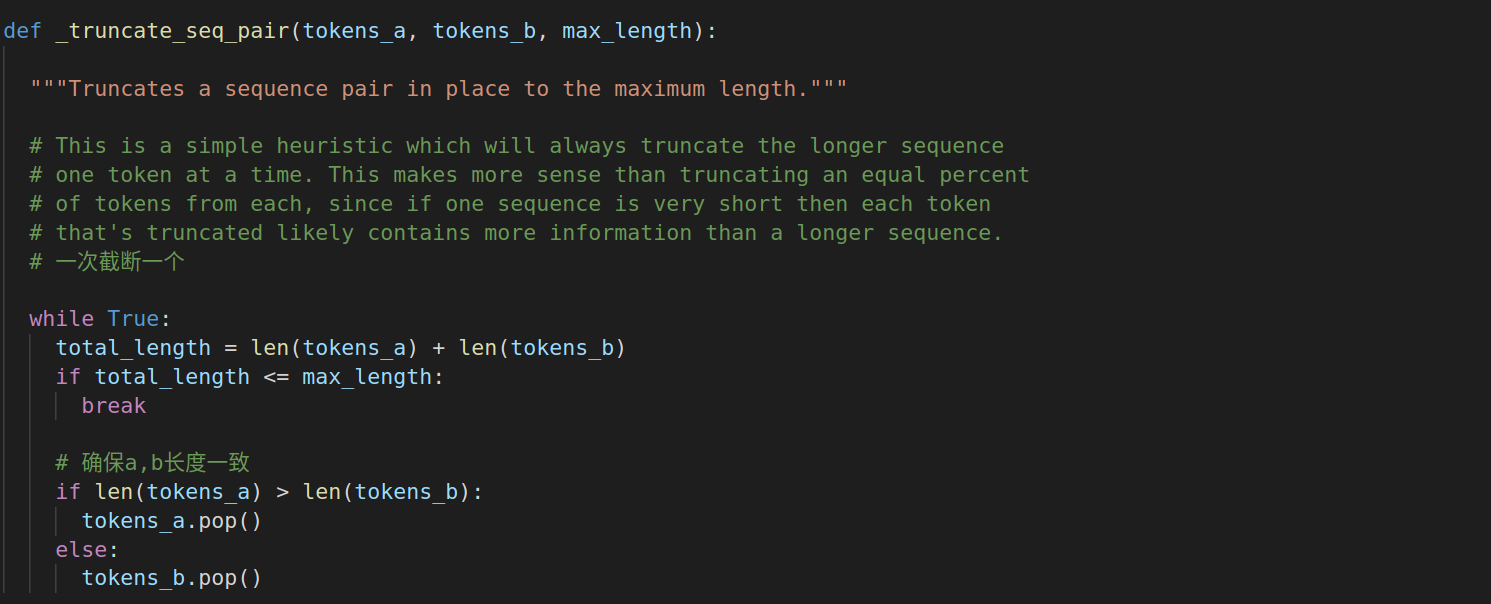 def _truncate_seq_pair(tokens_a, tokens_b, max_length):
"""Truncates a sequence pair in place to the maximum length."""
# This is a simple heuristic which will always truncate the longer sequence
# one token at a time. This makes more sense than truncating an equal percent
# of tokens from each, since if one sequence is very short then each token
# that's truncated likely contains more information than a longer sequence.
# 一次截断一个
while True:
total_length = len(tokens_a) + len(tokens_b)
if total_length <= max_length:
break
# 确保a,b长度一致
if len(tokens_a) > len(tokens_b):
tokens_a.pop()
else:
tokens_b.pop()